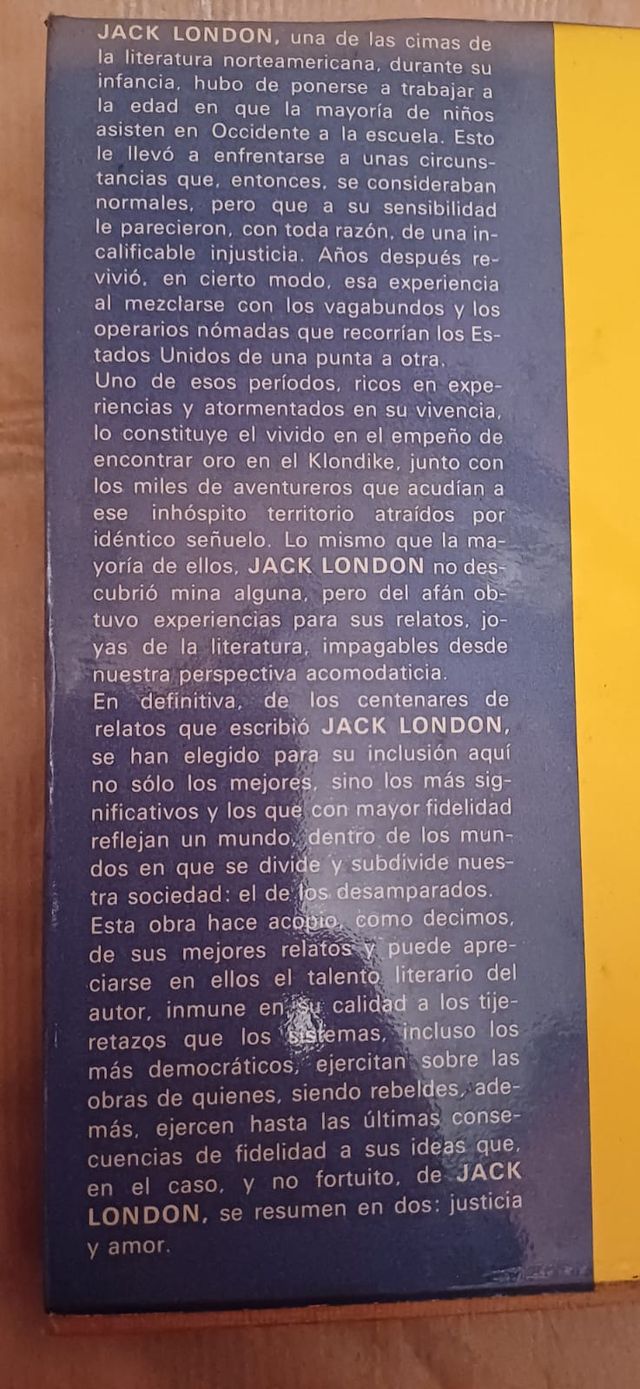 JACK LONDON, una de las cimas de
la literatura norteamericana, durante su
infancia, hubo de ponerse a trabajar a
la edad en que la mayoría de niños
asisten en Occidente a la escuela. Esto
le llevó a enfrentarse a unas circuns-
tancias que, entonces, se consideraban
normales, pero que a su sensibilidad
le parecieron, con toda razón, de una in-
calificable injusticia. Años después re-
vivió, en cierto modo, esa experiencia
al mezclarse con los vagabundos y los
operarios nómadas que recorrían los Es-
tados Unidos de una punta a otra.
Uno de esos períodos, ricos en expe-
riencias y atormentados en su vivencia,
lo constituye el vivido en el empeño de
encontrar oro en el Klondike, junto con
los miles de aventureros que acudían a
ese inhóspito territorio atraídos por
idéntico señuelo. Lo mismo que la ma-
yoría de ellos, JACK LONDON no des-
cubrió mina alguna, pero del afán ob-
tuvo experiencias para sus relatos, jo-
yas de la literatura, impagables desde
nuestra perspectiva acomodaticia.
En definitiva, de los centenares de
relatos que escribió JACK LONDON,
se han elegido para su inclusión aquí
no sólo los mejores, sino los más sig-
nificativos y los que con mayor fidelidad
reflejan un mundo, dentro de los mun-
dos en que se divide y subdivide nues-
tra sociedad: el de los desamparados.
Esta obra hace acopio, como decimos,
de sus mejores relatos y puede apre-
ciarse en ellos el talento literario del
autor, inmune en su calidad a los tije-
retazos que los sistemas, incluso los
más democráticos, ejercitan sobre las
obras de quienes, siendo rebeldes, ade-
más, ejercen hasta las últimas conse-
cuencias de fidelidad a sus ideas que,
en el caso, y no fortuito, de JACK
LONDON, se resumen en dos: justicia
y amor.